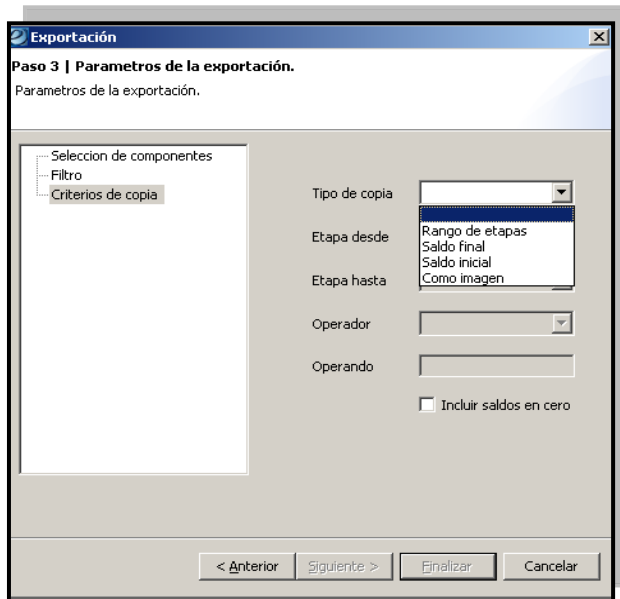 Exportación
Paso 3 | Parametros de la exportación.
Parametros de la exportación.
Seleccion de componentes
Filtro
Criterios de copia
Tipo de copia
Rango de etapas
Saldo final
Saldo inicial
Como imagen
Etapa desde
Etapa hasta
Operador
Operando
Incluir saldos en cero
< Anterior
Siguiente >
Finalizar
Cancelar